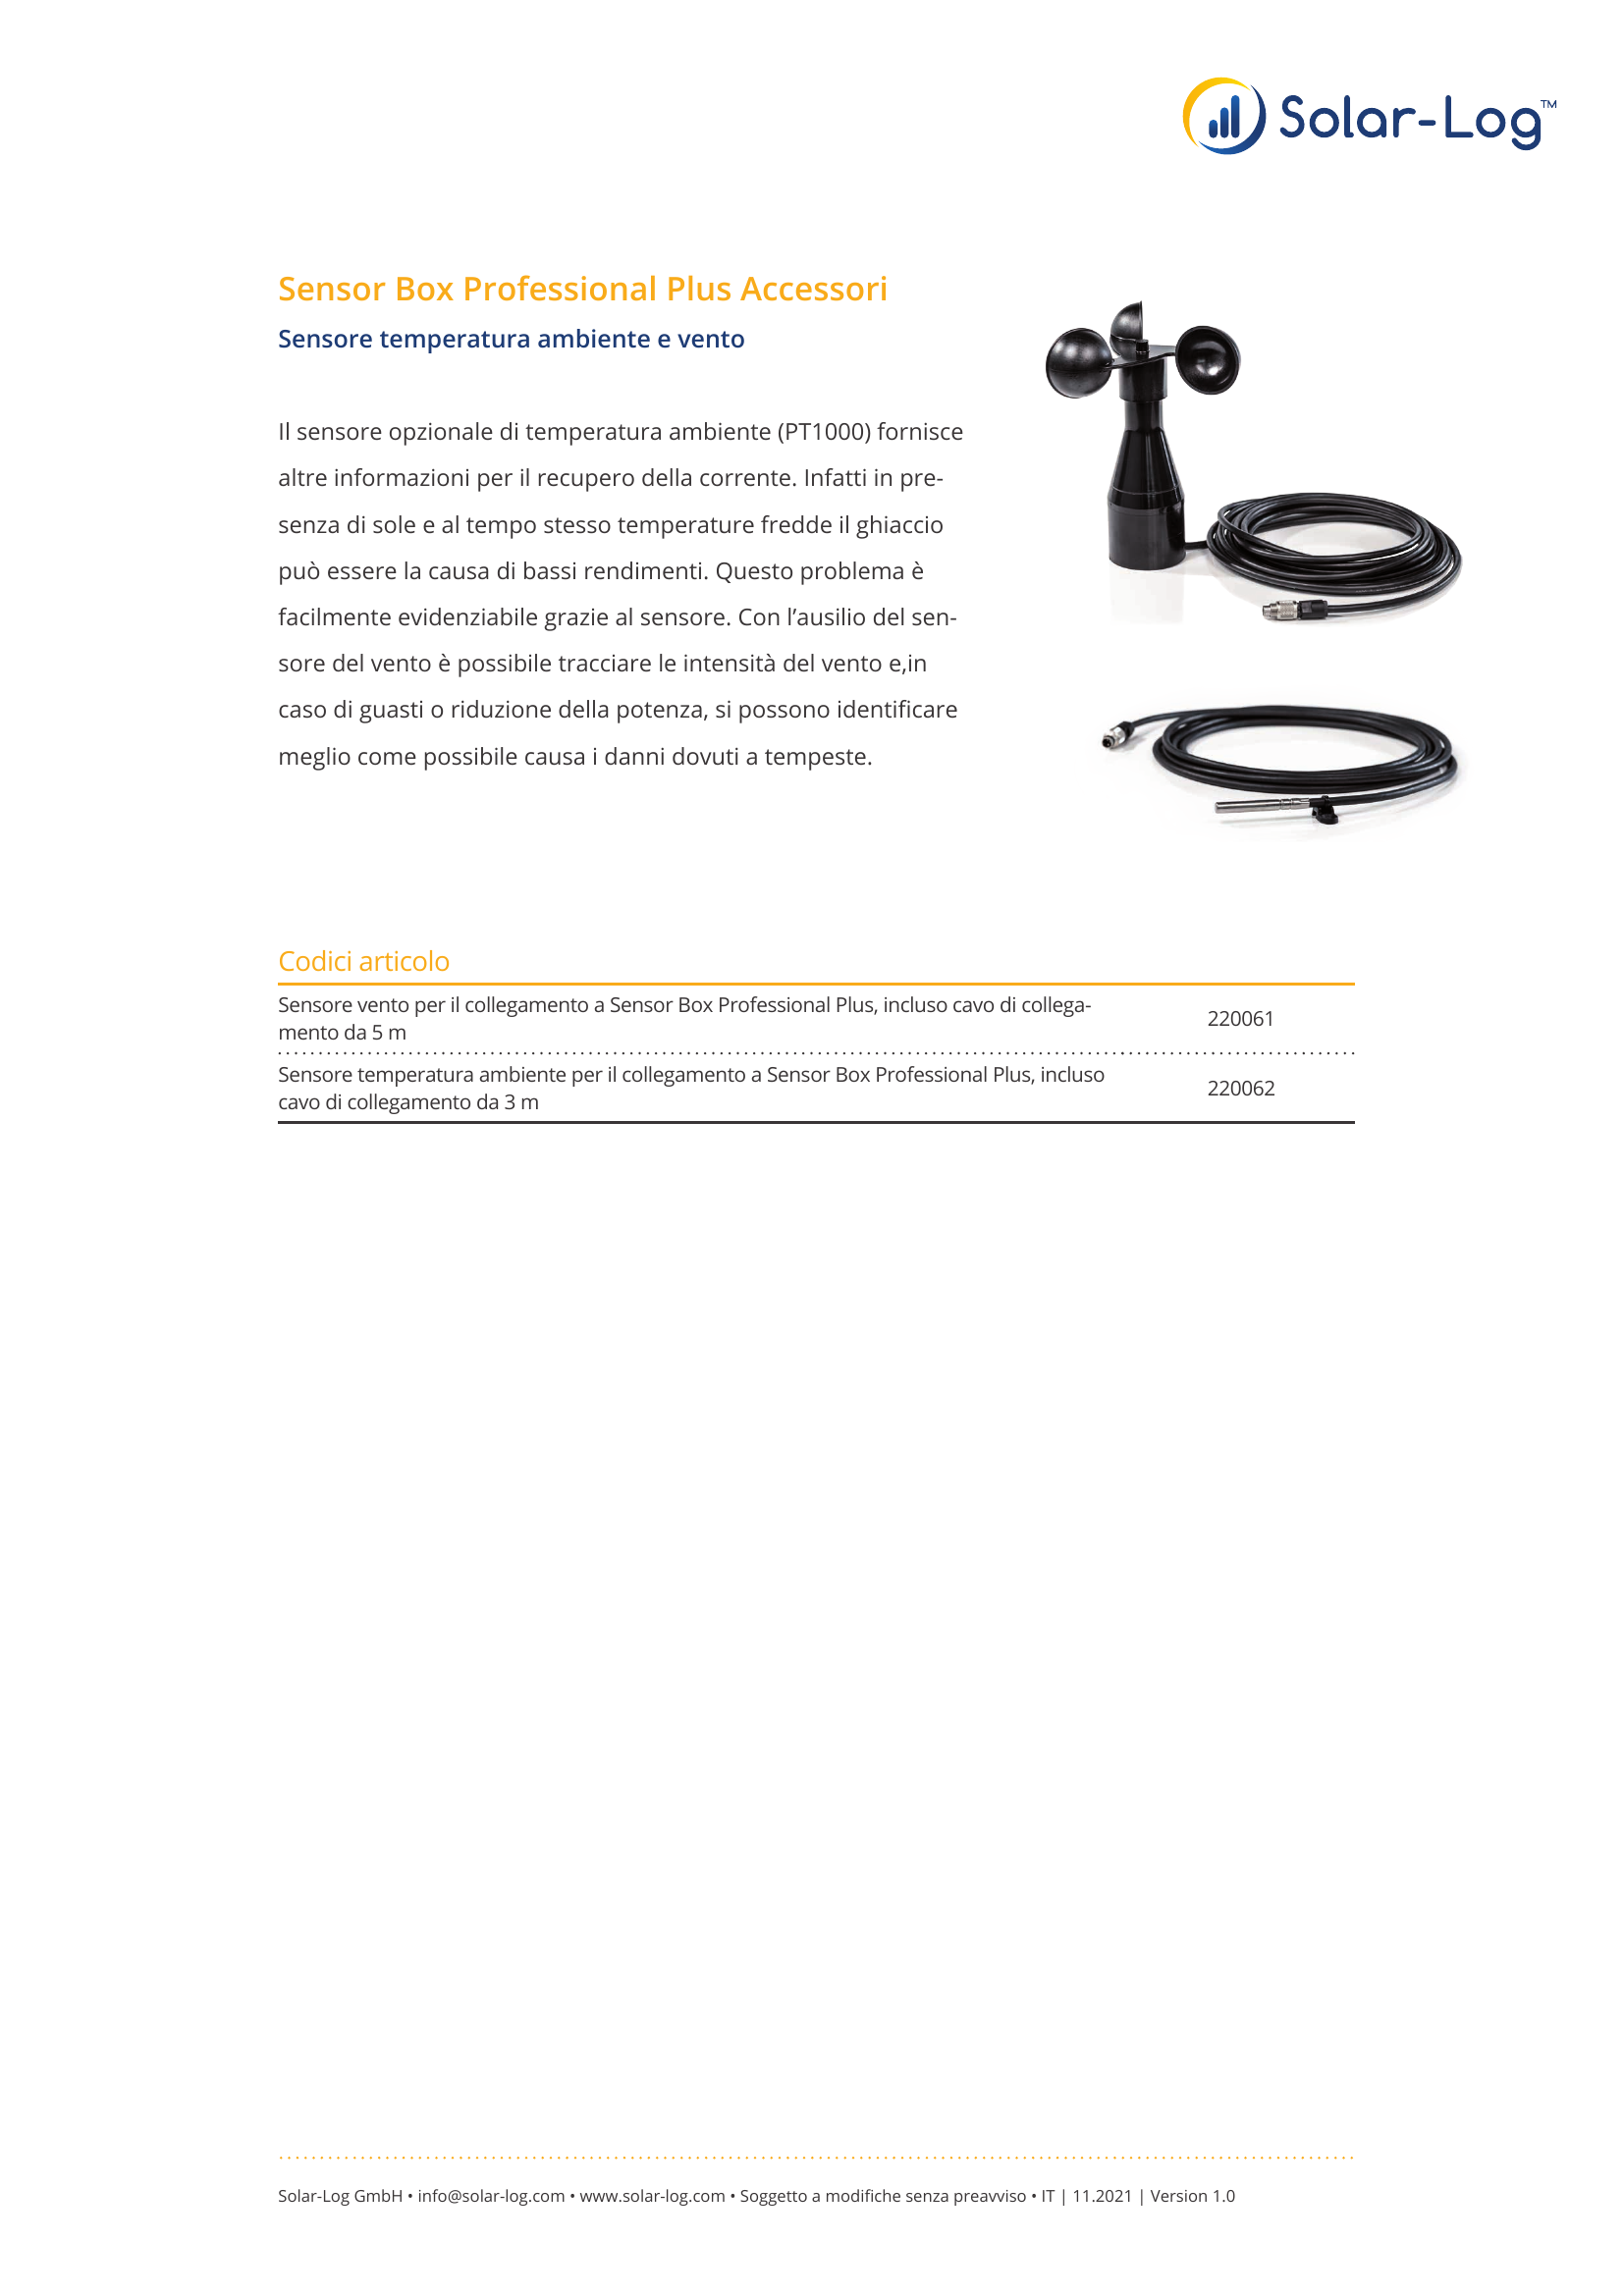 Solar-Log™
Sensor Box Professional Plus Accessori
Sensore temperatura ambiente e vento
Il sensore opzionale di temperatura ambiente (PT1000) fornisce
altre informazioni per il recupero della corrente. Infatti in pre-
senza di sole e al tempo stesso temperature fredde il ghiaccio
può essere la causa di bassi rendimenti. Questo problema è
facilmente evidenziabile grazie al sensore. Con l’ausilio del sen-
sore del vento è possibile tracciare le intensità del vento e,in
caso di guasti o riduzione della potenza, si possono identificare
meglio come possibile causa i danni dovuti a tempeste.
Codici articolo
Sensore vento per il collegamento a Sensor Box Professional Plus, incluso cavo di collega-
mento da 5 m
220061
Sensore temperatura ambiente per il collegamento a Sensor Box Professional Plus, incluso
cavo di collegamento da 3 m
220062
Solar-Log GmbH • info@solar-log.com • www.solar-log.com • Soggetto a modifiche senza preavviso • IT | 11.2021 | Version 1.0